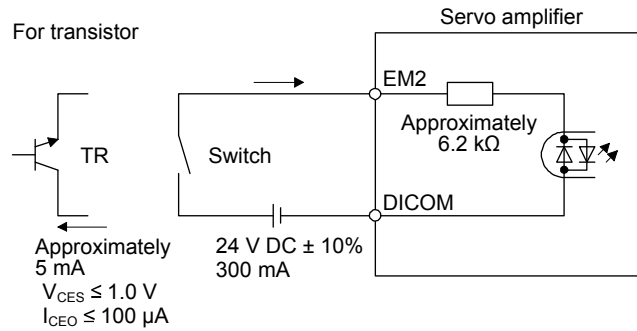 Servo amplifier
For transistor
EM2
Approximately
6.2 kΩ
TR
Switch
DICOM
Approximately
5 mA
V_CES ≤ 1.0 V
I_CEO ≤ 100 μA
24 V DC ± 10%
300 mA